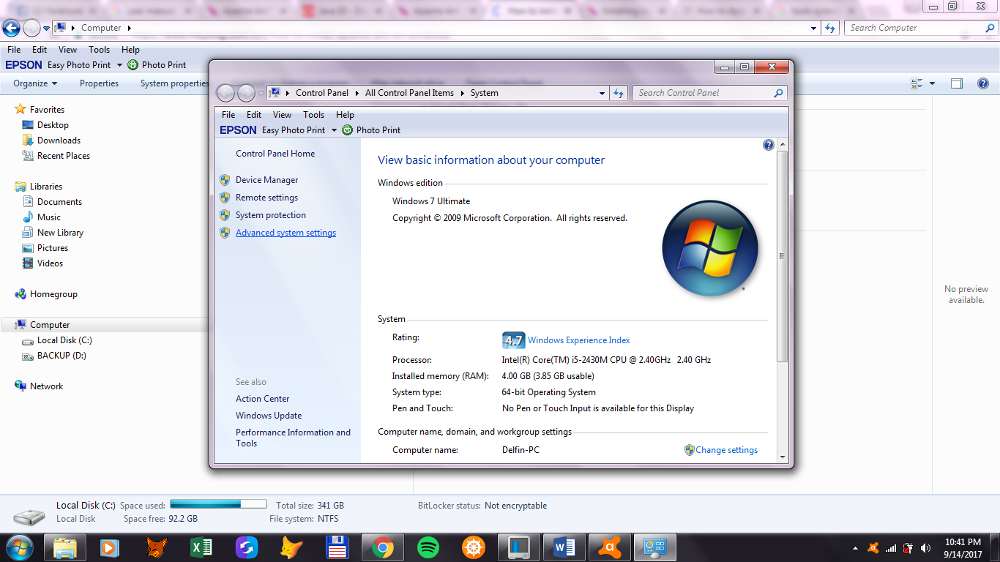 Computer
Search Computer
File Edit View Tools Help
EPSON Easy Photo Print Photo Print
Organize Properties System properties
Favorites
Desktop
Downloads
Recent Places
Libraries
Documents
Music
New Library
Pictures
Videos
Homegroup
Computer
Local Disk (C:)
BACKUP (D:)
Network
Control Panel All Control Panel Items System
Search Control Panel
File Edit View Tools Help
EPSON Easy Photo Print Photo Print
Control Panel Home
Device Manager
Remote settings
System protection
Advanced system settings
See also
Action Center
Windows Update
Performance Information and
Tools
View basic information about your computer
Windows edition
Windows 7 Ultimate
Copyright © 2009 Microsoft Corporation. All rights reserved.
System
Rating: 4.7 Windows Experience Index
Processor: Intel(R) Core(TM) i5-2430M CPU @ 2.40GHz 2.40 GHz
Installed memory (RAM): 4.00 GB (3.85 GB usable)
System type: 64-bit Operating System
Pen and Touch: No Pen or Touch Input is available for this Display
Computer name, domain, and workgroup settings
Computer name: Delfin-PC Change settings
No preview
available.
Local Disk (C:) Space used: Total size: 341 GB BitLocker status: Not encryptable
Local Disk Space free: 92.2 GB File system: NTFS
10:41 PM
9/14/2017